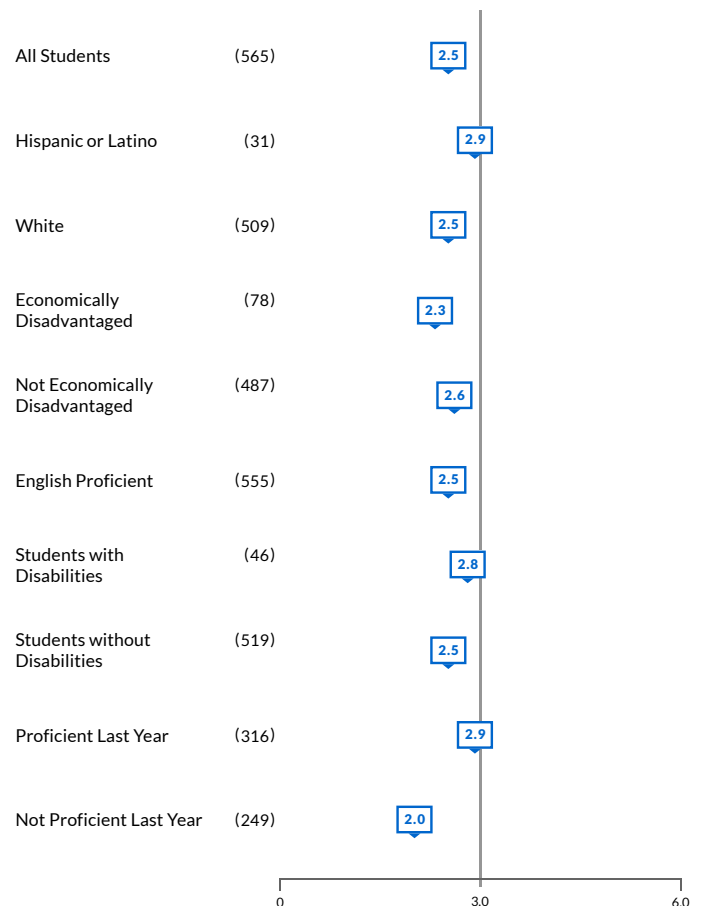 All Students (565) 2.5
Hispanic or Latino (31) 2.9
White (509) 2.5
Economically (78) 2.3
Disadvantaged
Not Economically (487) 2.6
Disadvantaged
English Proficient (555) 2.5
Students with (46) 2.8
Disabilities
Students without (519) 2.5
Disabilities
Proficient Last Year (316) 2.9
Not Proficient Last Year (249) 2.0
0 3.0 6.0